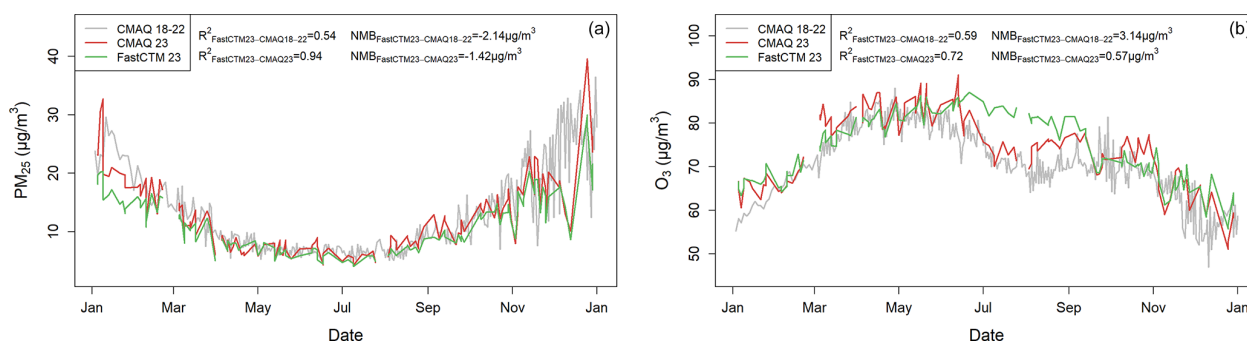 CMAQ 18-22
CMAQ 23
FastCTM 23
R²FastCTM23−CMAQ18−22=0.54 NMBFastCTM23−CMAQ18−22=-2.14µg/m³
R²FastCTM23−CMAQ23=0.94 NMBFastCTM23−CMAQ23=-1.42µg/m³
(a)
PM₂₅ (µg/m³)
40
30
20
10
Jan Mar May Jul Sep Nov Jan
Date
CMAQ 18-22
CMAQ 23
FastCTM 23
R²FastCTM23−CMAQ18−22=0.59 NMBFastCTM23−CMAQ18−22=3.14µg/m³
R²FastCTM23−CMAQ23=0.72 NMBFastCTM23−CMAQ23=0.57µg/m³
(b)
O₃ (µg/m³)
100
90
80
70
60
50
Jan Mar May Jul Sep Nov Jan
Date